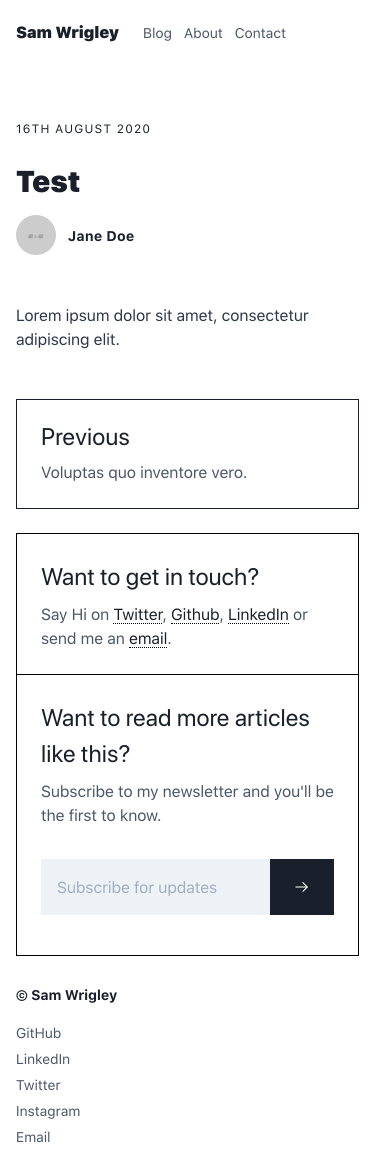 Sam Wrigley Blog About Contact
16TH AUGUST 2020
Test
Jane Doe
Lorem ipsum dolor sit amet, consectetur
adipiscing elit.
Previous
Voluptas quo inventore vero.
Want to get in touch?
Say Hi on Twitter, Github, LinkedIn or
send me an email.
Want to read more articles
like this?
Subscribe to my newsletter and you'll be
the first to know.
Subscribe for updates
© Sam Wrigley
GitHub
LinkedIn
Twitter
Instagram
Email